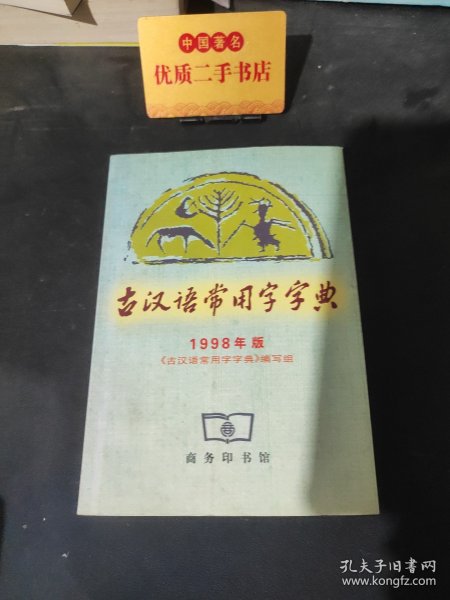 中国著名
优质二手书店
古汉语常用字字典
1998年版
《古汉语常用字字典》编写组
商务印书馆
孔夫子旧书网
www.kongfz.com